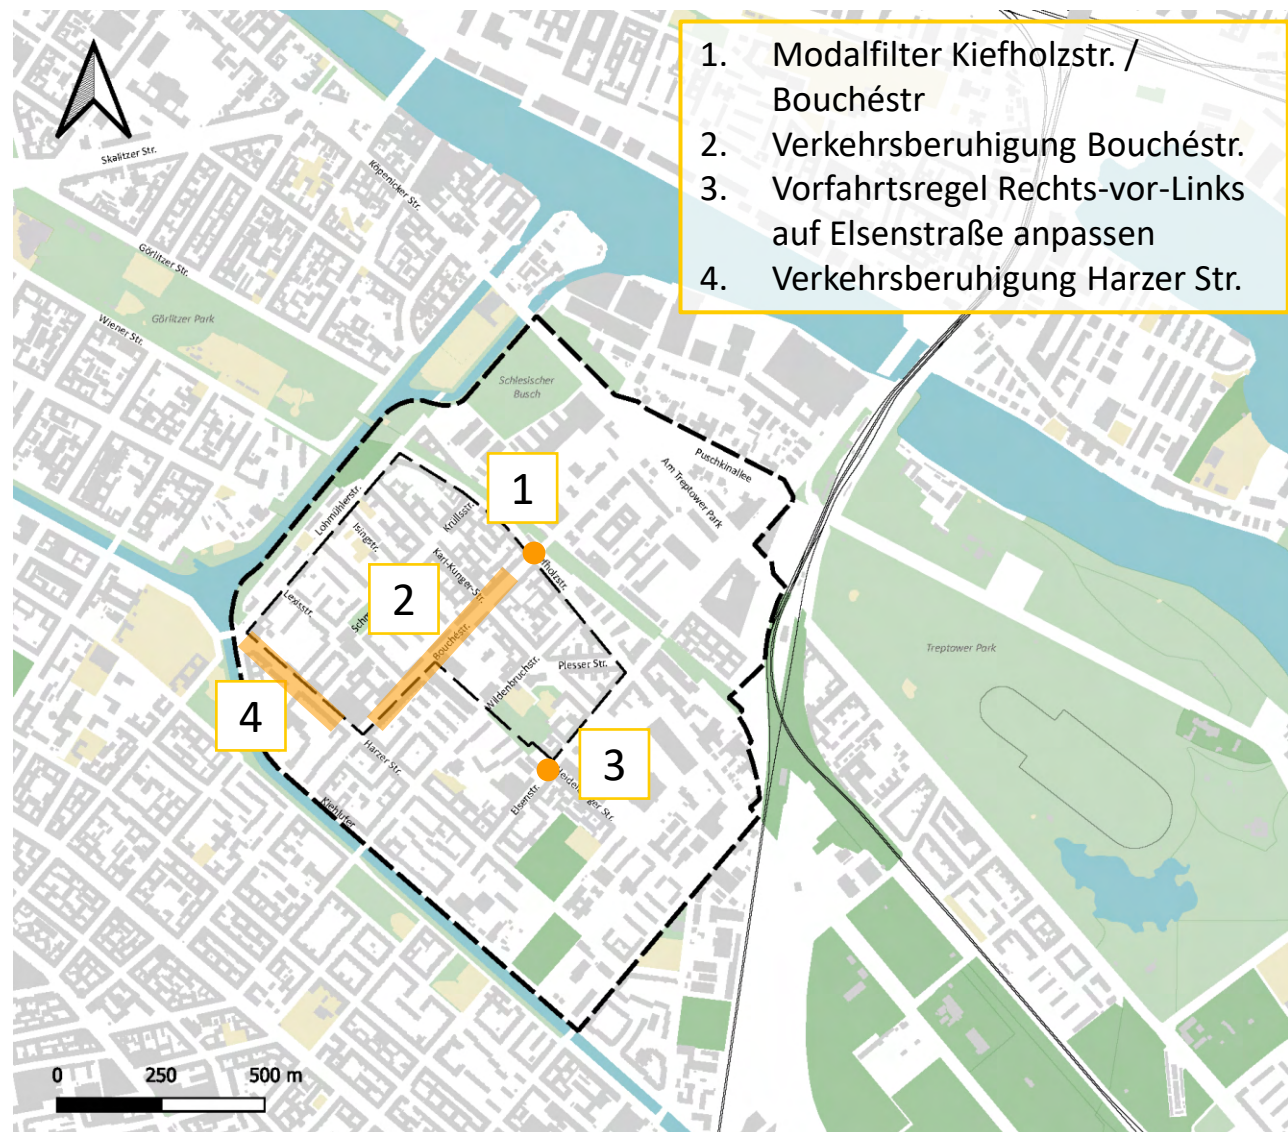 1. Modalfilter Kiefholzstr. /
Bouchéstr
2. Verkehrsberuhigung Bouchéstr.
3. Vorfahrtsregel Rechts-vor-Links
auf Elsenstraße anpassen
4. Verkehrsberuhigung Harzer Str.
Skalitzer Str.
Köpenicker Str.
Görlitzer Str.
Görlitzer Park
Wiener Str.
Schlesischer
Busch
Puschkinallee
Am Treptower Park
Lohmühlerstr.
Krullsstr.
1
Isingstr.
fholzstr.
Karl-Kunger-Str.
2
Lexisstr.
Bouchéstr.
Treptower Park
Plesser Str.
Wildenbruchstr.
4
Harzer Str.
3
Elsenstr.
Kiehlufer
0 250 500 m